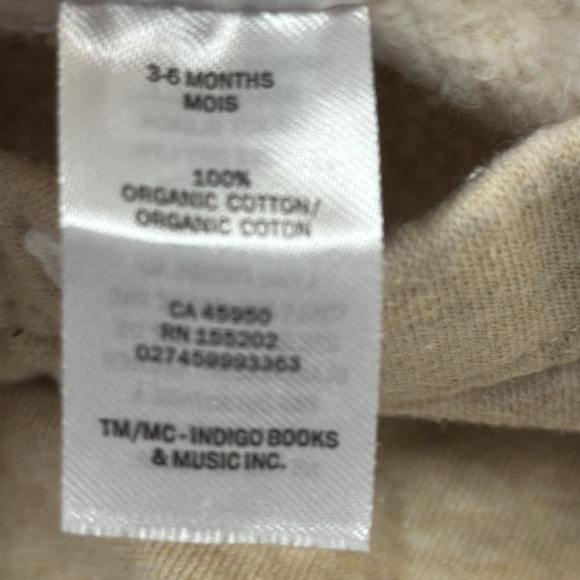 3-6 MONTHS
MOIS
100%
ORGANIC COTTON/
ORGANIC COTON
CA 45950
RN 155202
027459993363
TM/MC-INDIGO BOOKS
& MUSIC INC.